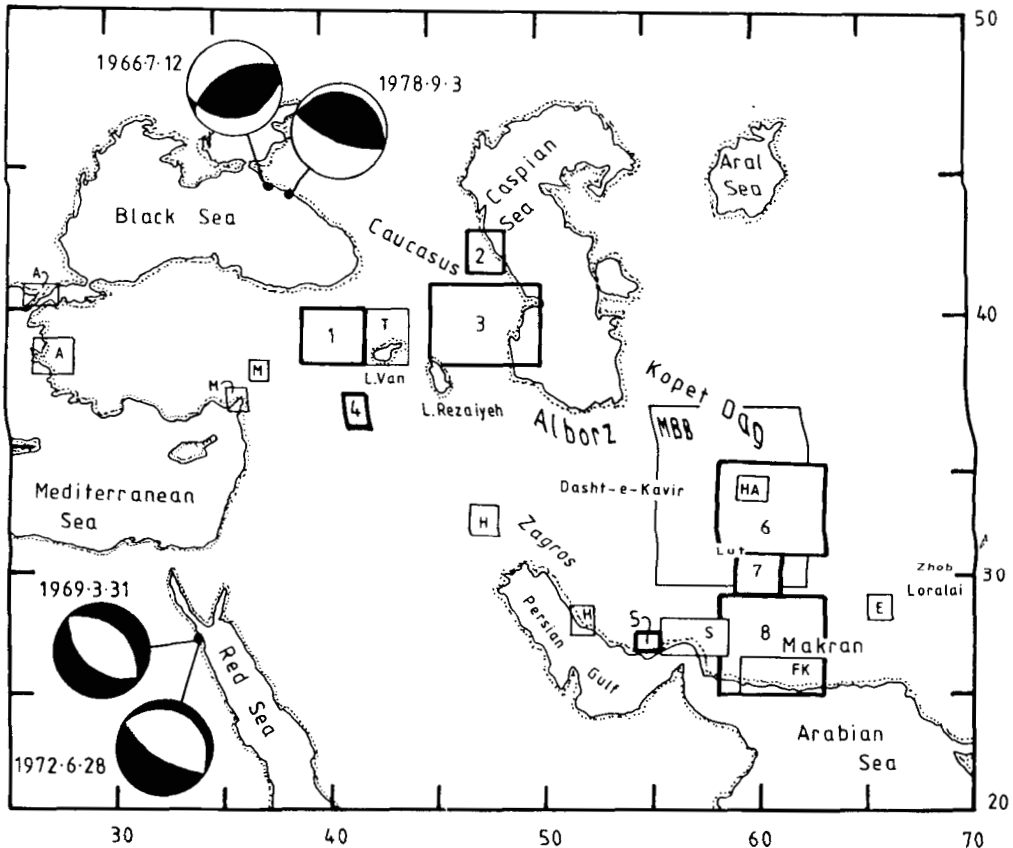 50
1966·7·12
1978·9·3
Caspian
Sea
Aral
Sea
Black Sea
Caucasus
2
A
40
1
T
3
A
M
M
L.Van
4
L.Rezaiyeh
Kopet Dag
Alborz
MBB
Dasht-e-Kavir
HA
6
Mediterranean
Sea
H
Zagros
Lut
7
Zhob
Loralai
30
1969·3·31
Persian
Gulf
H
5
S
8
E
Makran
FK
Red
Sea
Arabian
Sea
1972·6·28
20
30
40
50
60
70